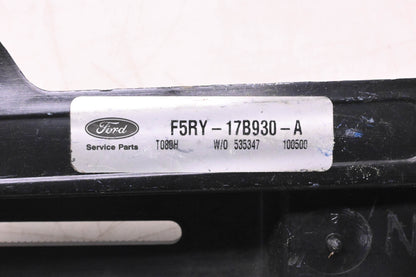 Ford
Service Parts
F5RY-17B930-A
T080H W/O 535347 100500